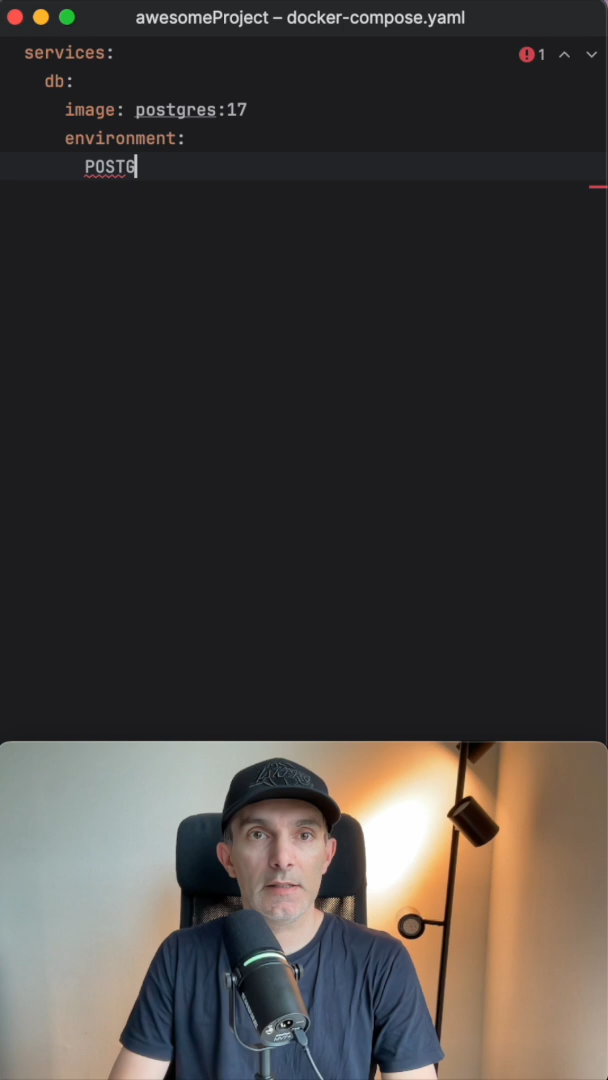 awesomeProject – docker-compose.yaml
services:
1
db:
image: postgres:17
environment:
POSTG